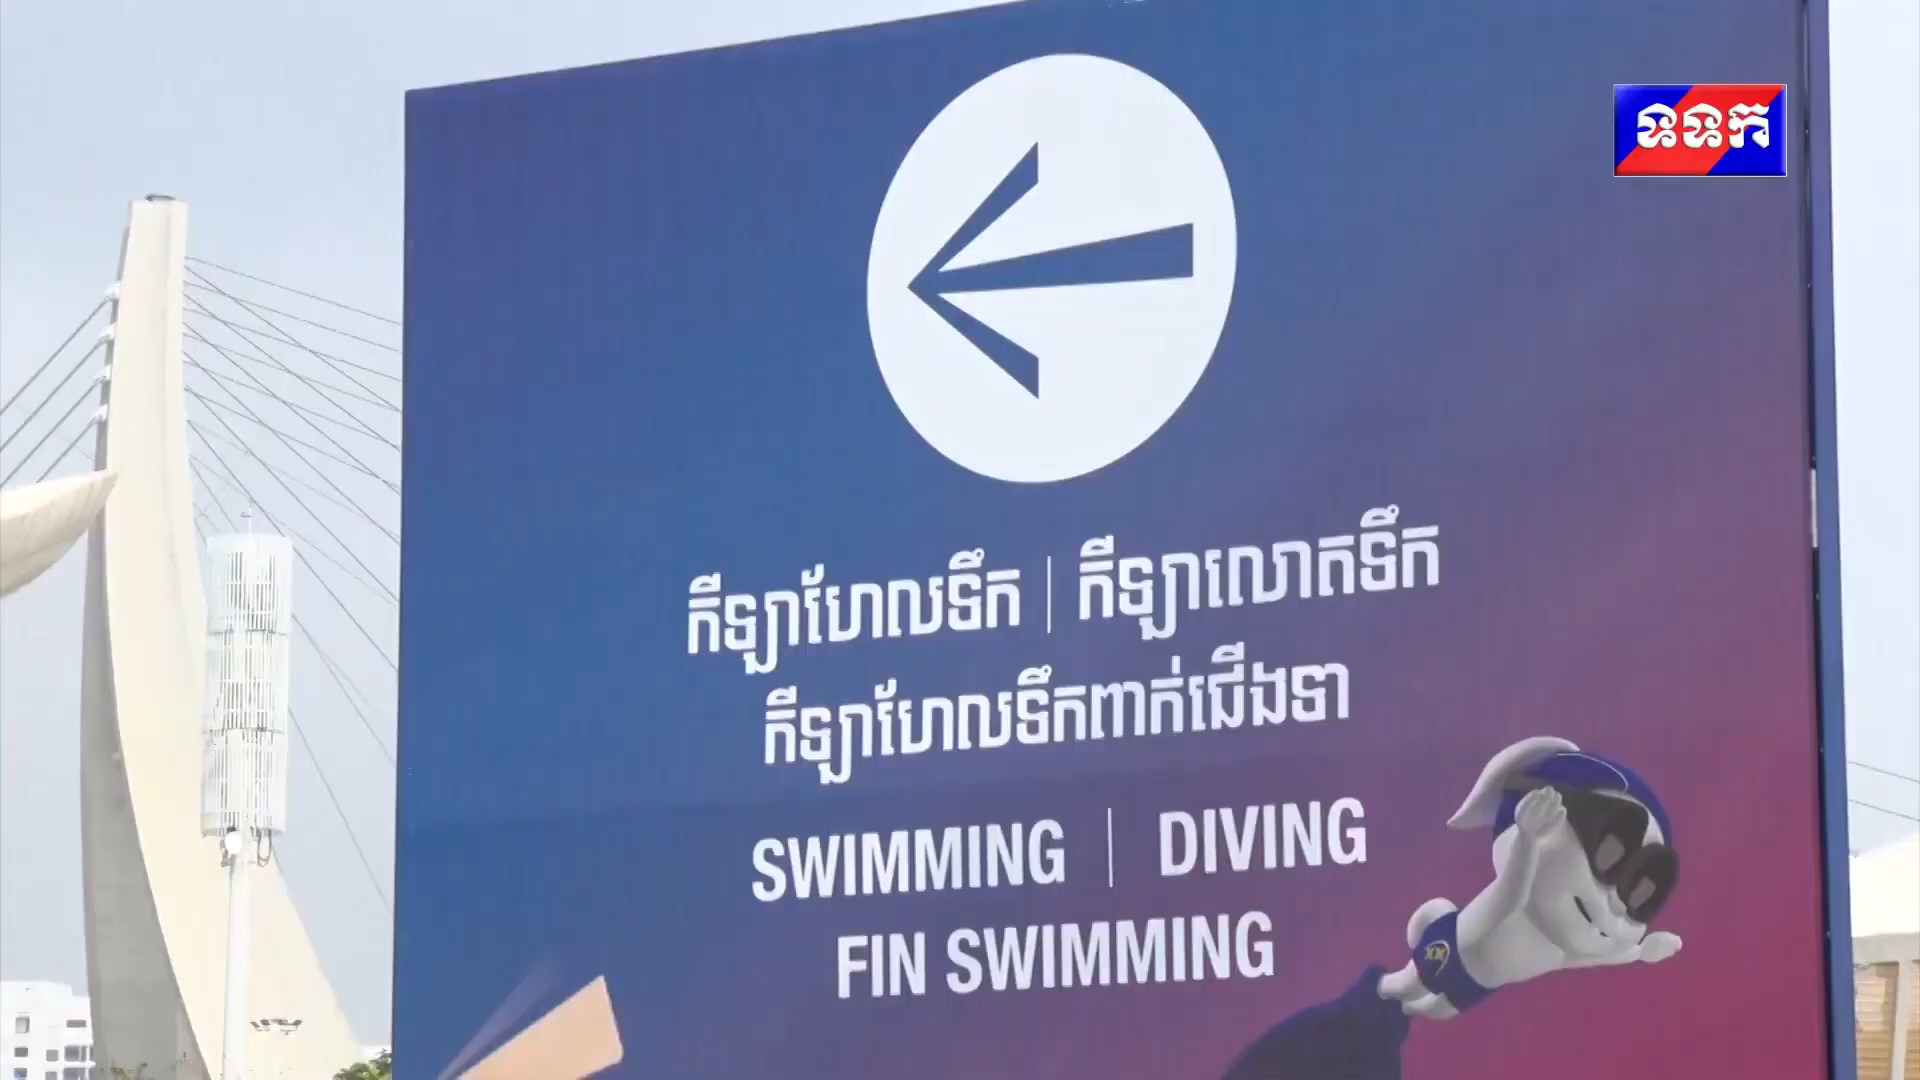 ទទក
កីឡាហែលទឹក | កីឡាលោតទឹក
កីឡាហែលទឹកពាក់ជើងទា
SWIMMING | DIVING
FIN SWIMMING